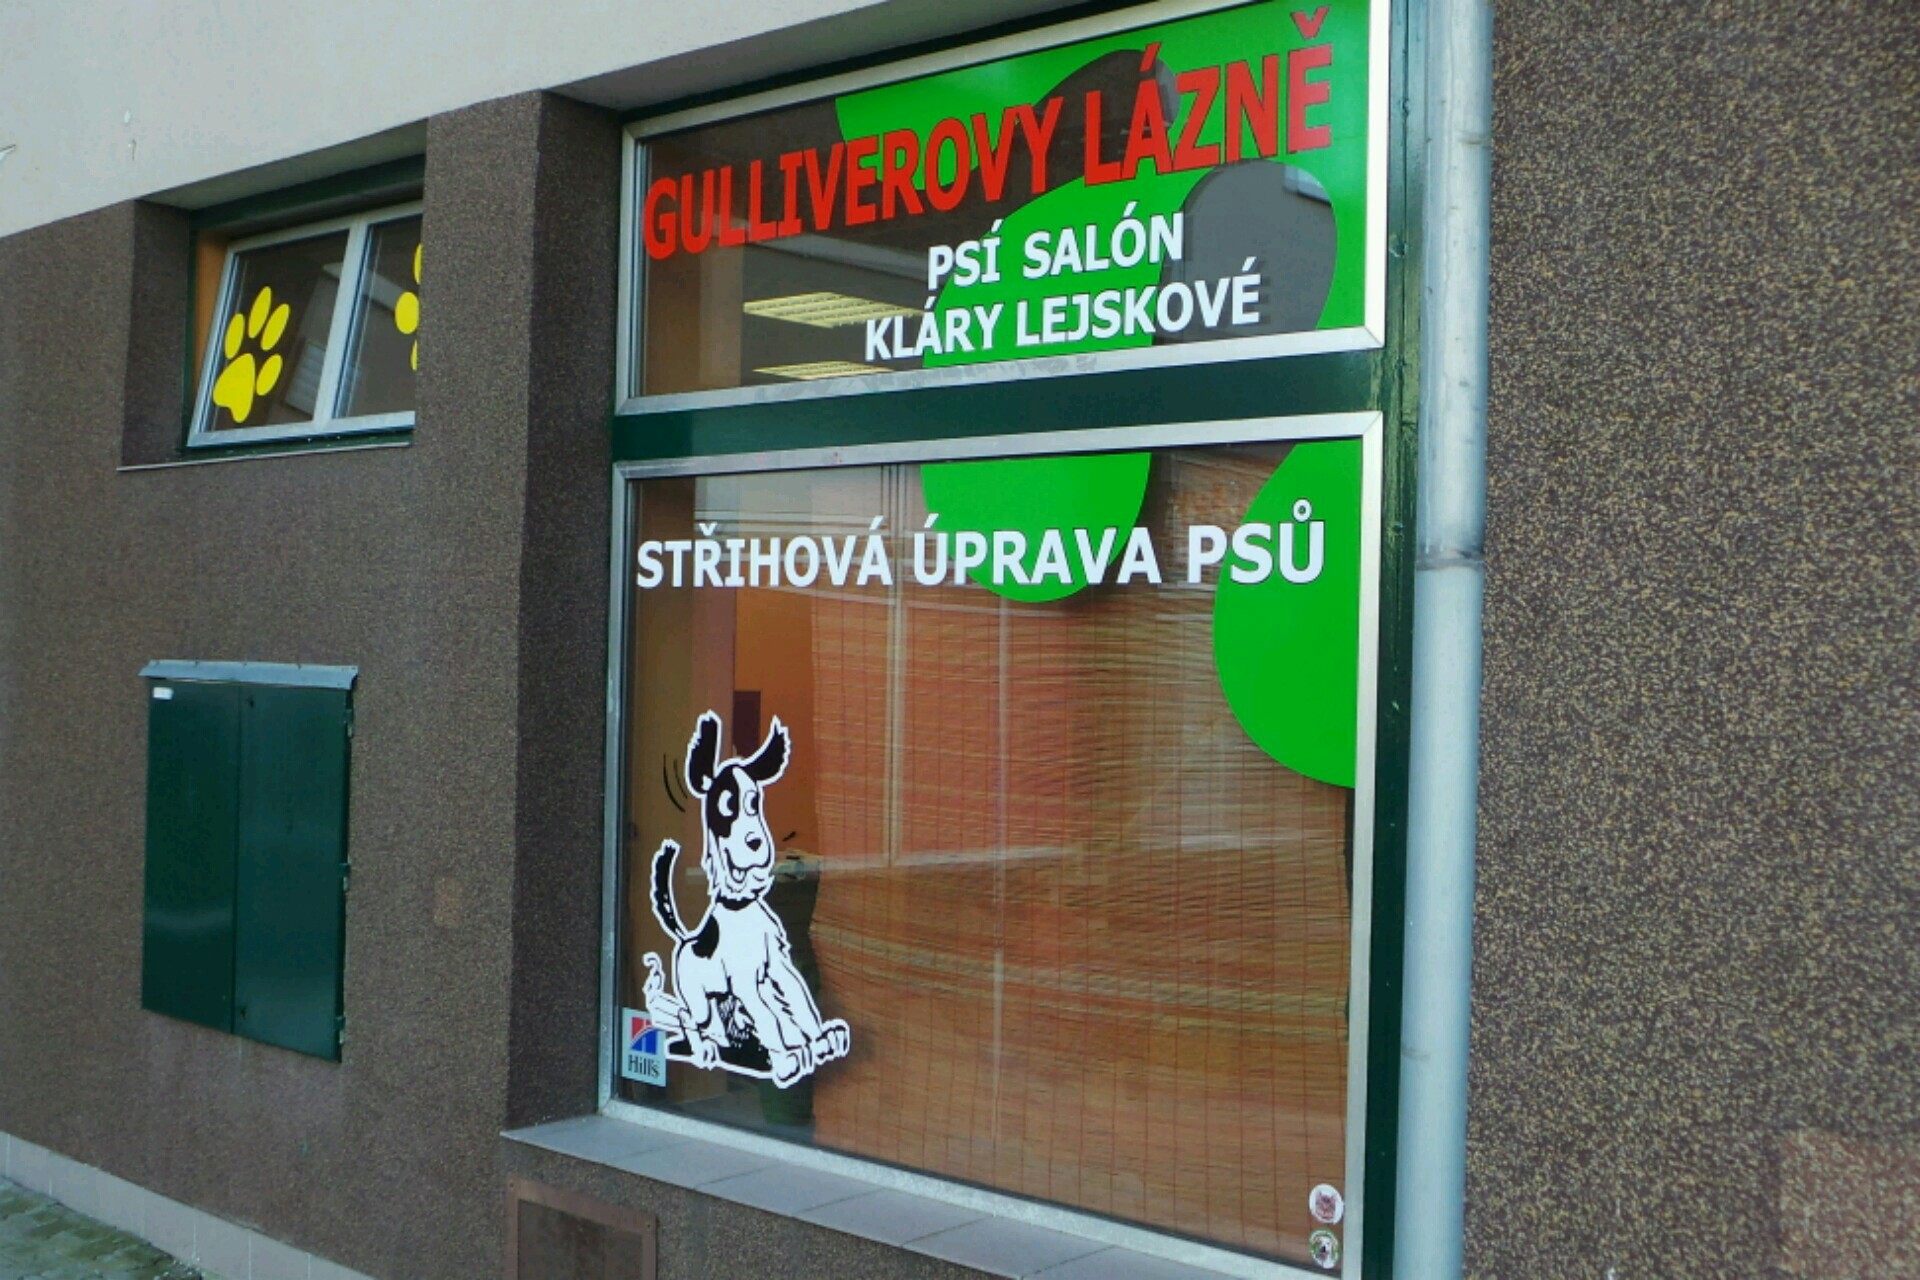 GULLIVEROVY LÁZNĚ
PSÍ SALÓN
KLÁRY LEJSKOVÉ
STŘIHOVÁ ÚPRAVA PSŮ
Hill's